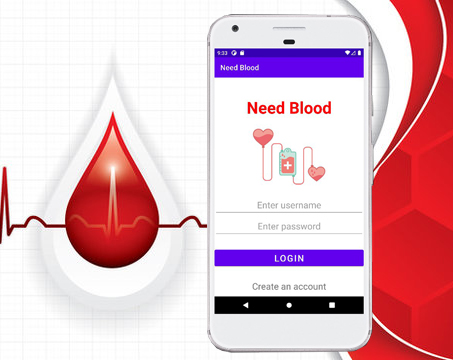 9:33
Need Blood
Need Blood
Enter username
Enter password
LOGIN
Create an account